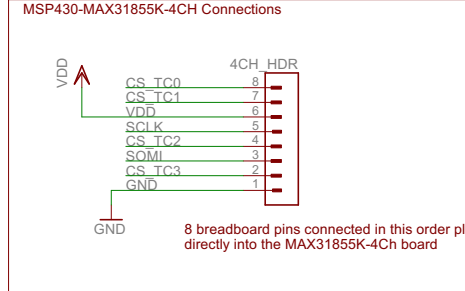 MSP430-MAX31855K-4CH Connections
4CH_HDR
VDD
CS_TC0 8
CS_TC1 7
VDD 6
SCLK 5
CS_TC2 4
SOMI 3
CS_TC3 2
GND 1
GND
8 breadboard pins connected in this order pl
directly into the MAX31855K-4Ch board